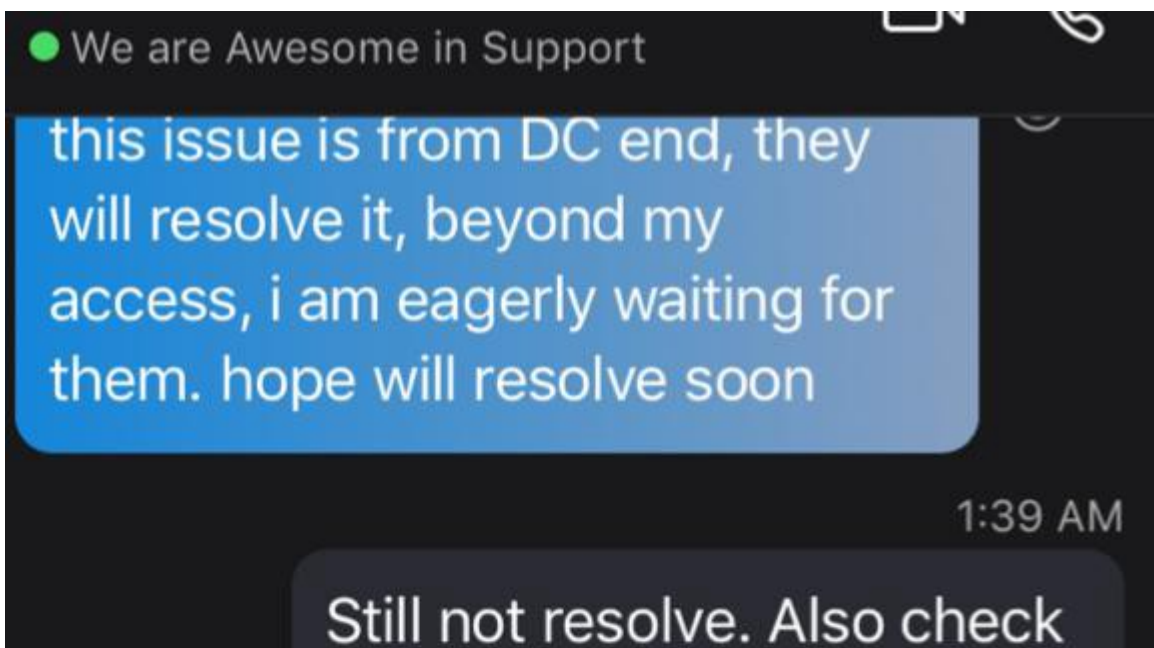 We are Awesome in Support
this issue is from DC end, they
will resolve it, beyond my
access, i am eagerly waiting for
them. hope will resolve soon
1:39 AM
Still not resolve. Also check